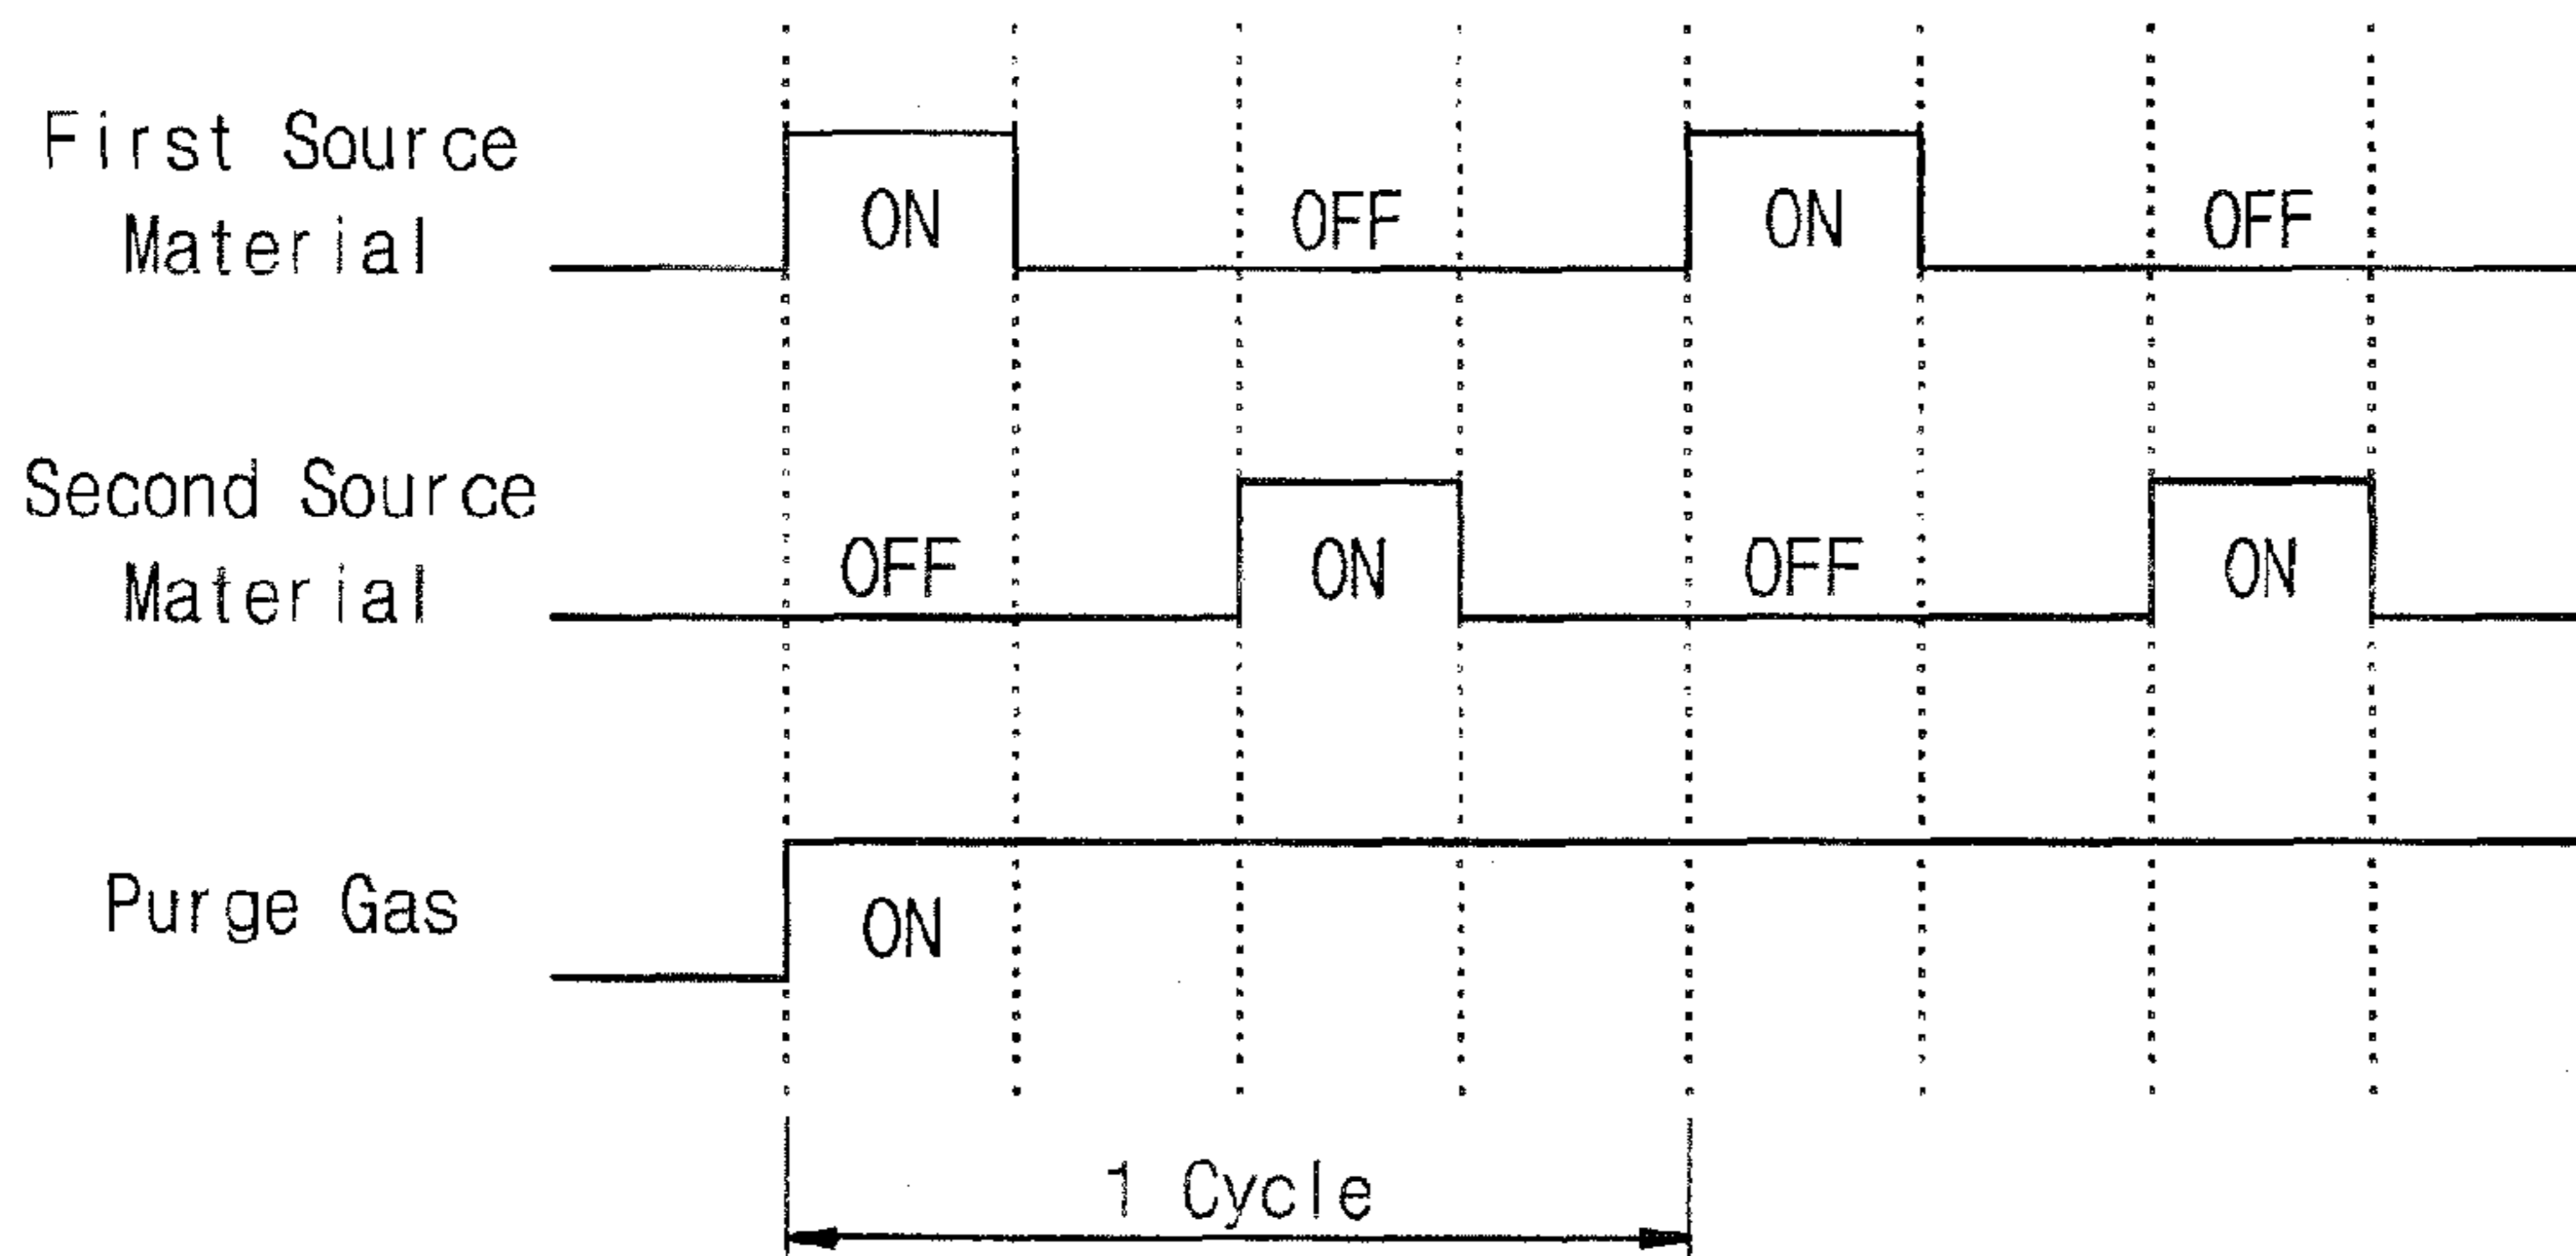 First Source
Material
ON
OFF
ON
OFF
Second Source
Material
OFF
ON
OFF
ON
Purge Gas
ON
1 Cycle